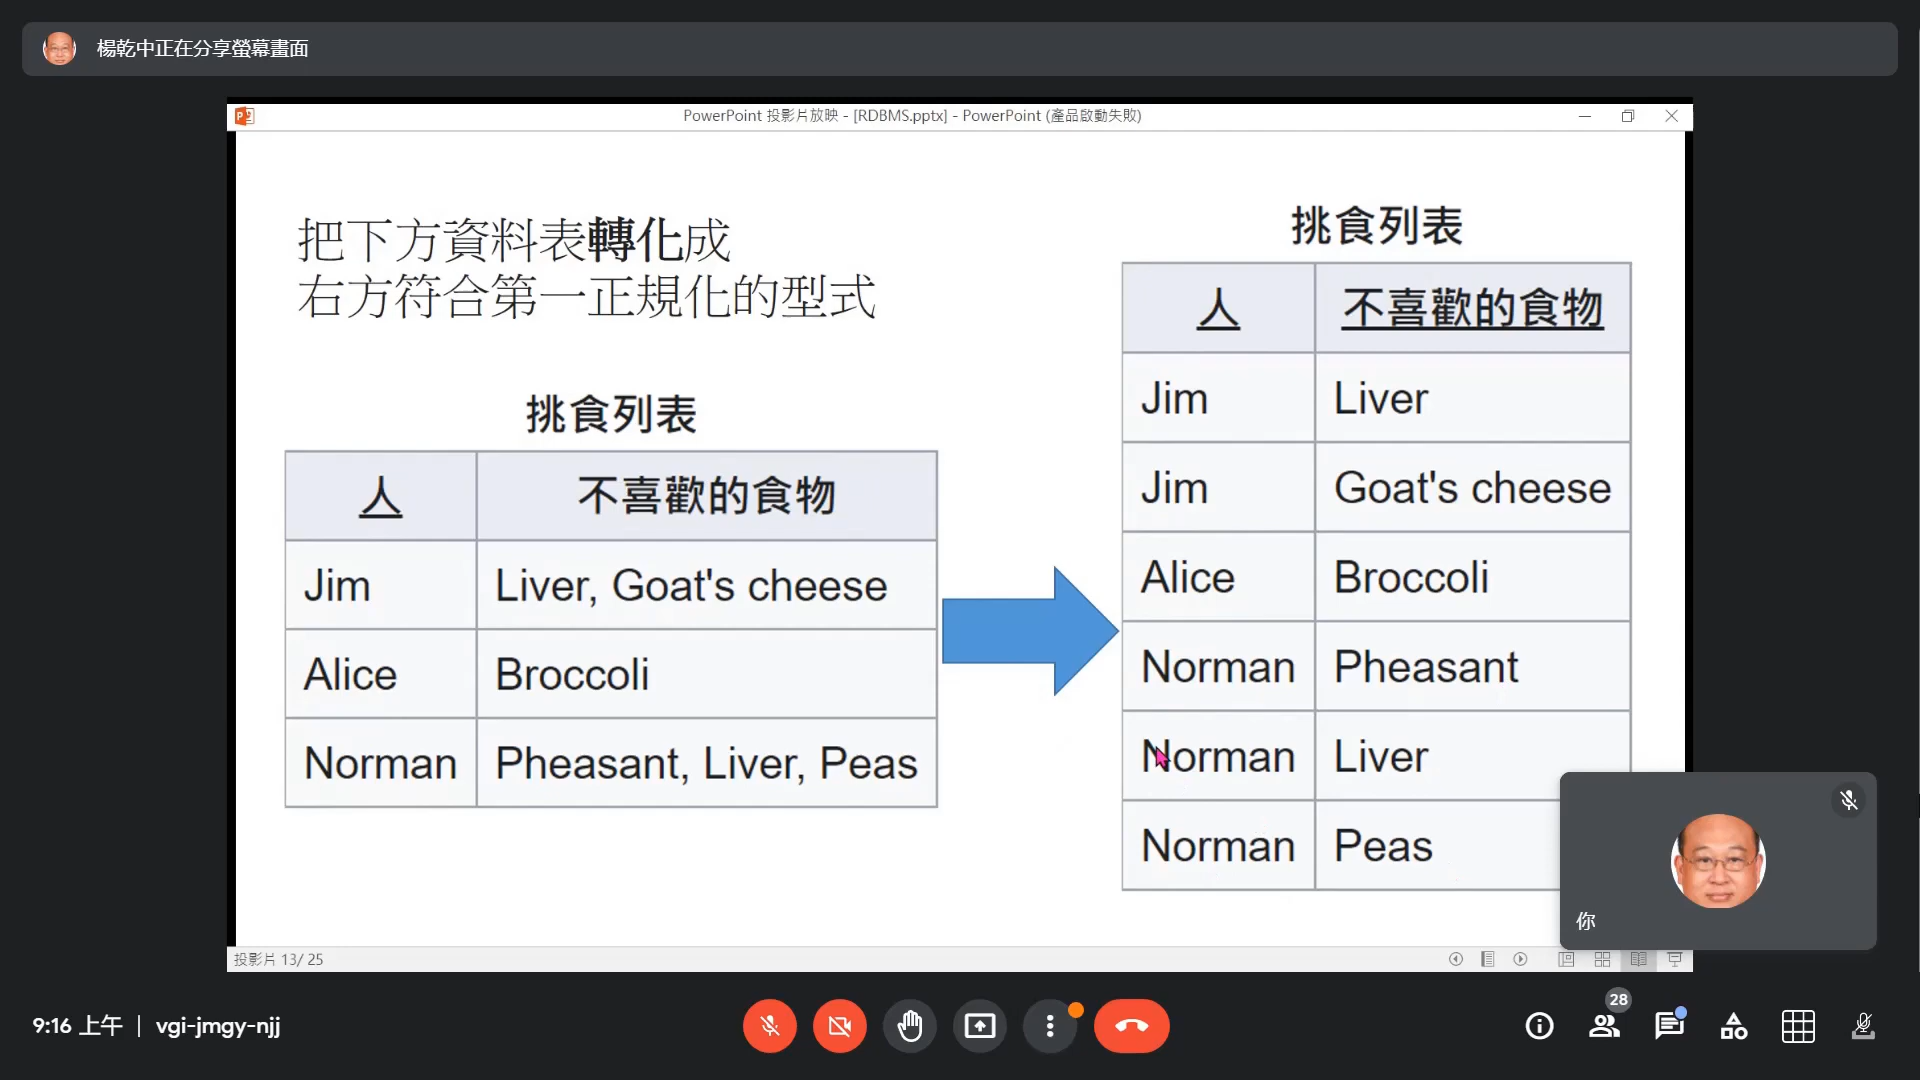 楊乾中正在分享螢幕畫面
PowerPoint 投影片放映 - [RDBMS.pptx] - PowerPoint (產品啟動失敗)
把下方資料表轉化成
右方符合第一正規化的型式
挑食列表
人 不喜歡的食物
Jim Liver, Goat's cheese
Alice Broccoli
Norman Pheasant, Liver, Peas
挑食列表
人 不喜歡的食物
Jim Liver
Jim Goat's cheese
Alice Broccoli
Norman Pheasant
Norman Liver
Norman Peas
你
投影片 13/ 25
9:16 上午 | vgi-jmgy-njj
28